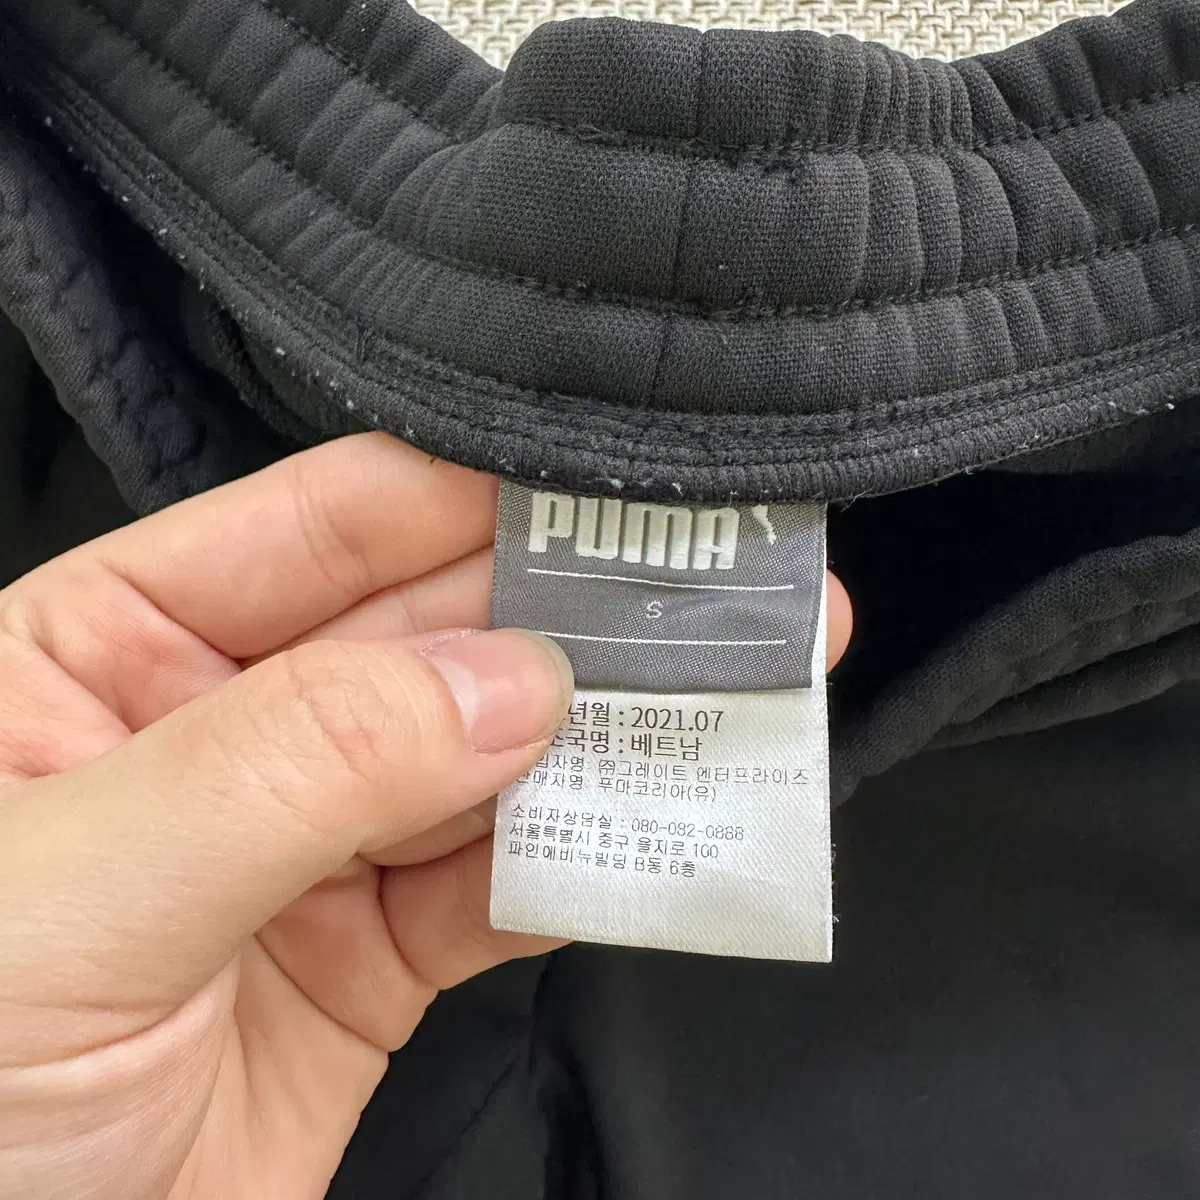 PUMA
S
년월 : 2021.07
조국명 : 베트남
입자명 : ㈜그레이트 엔터프라이즈
판매자명 : 푸마코리아(유)
소비자상담실 : 080-082-0888
서울특별시 중구 을지로 100
파인에비뉴빌딩 B동 6층